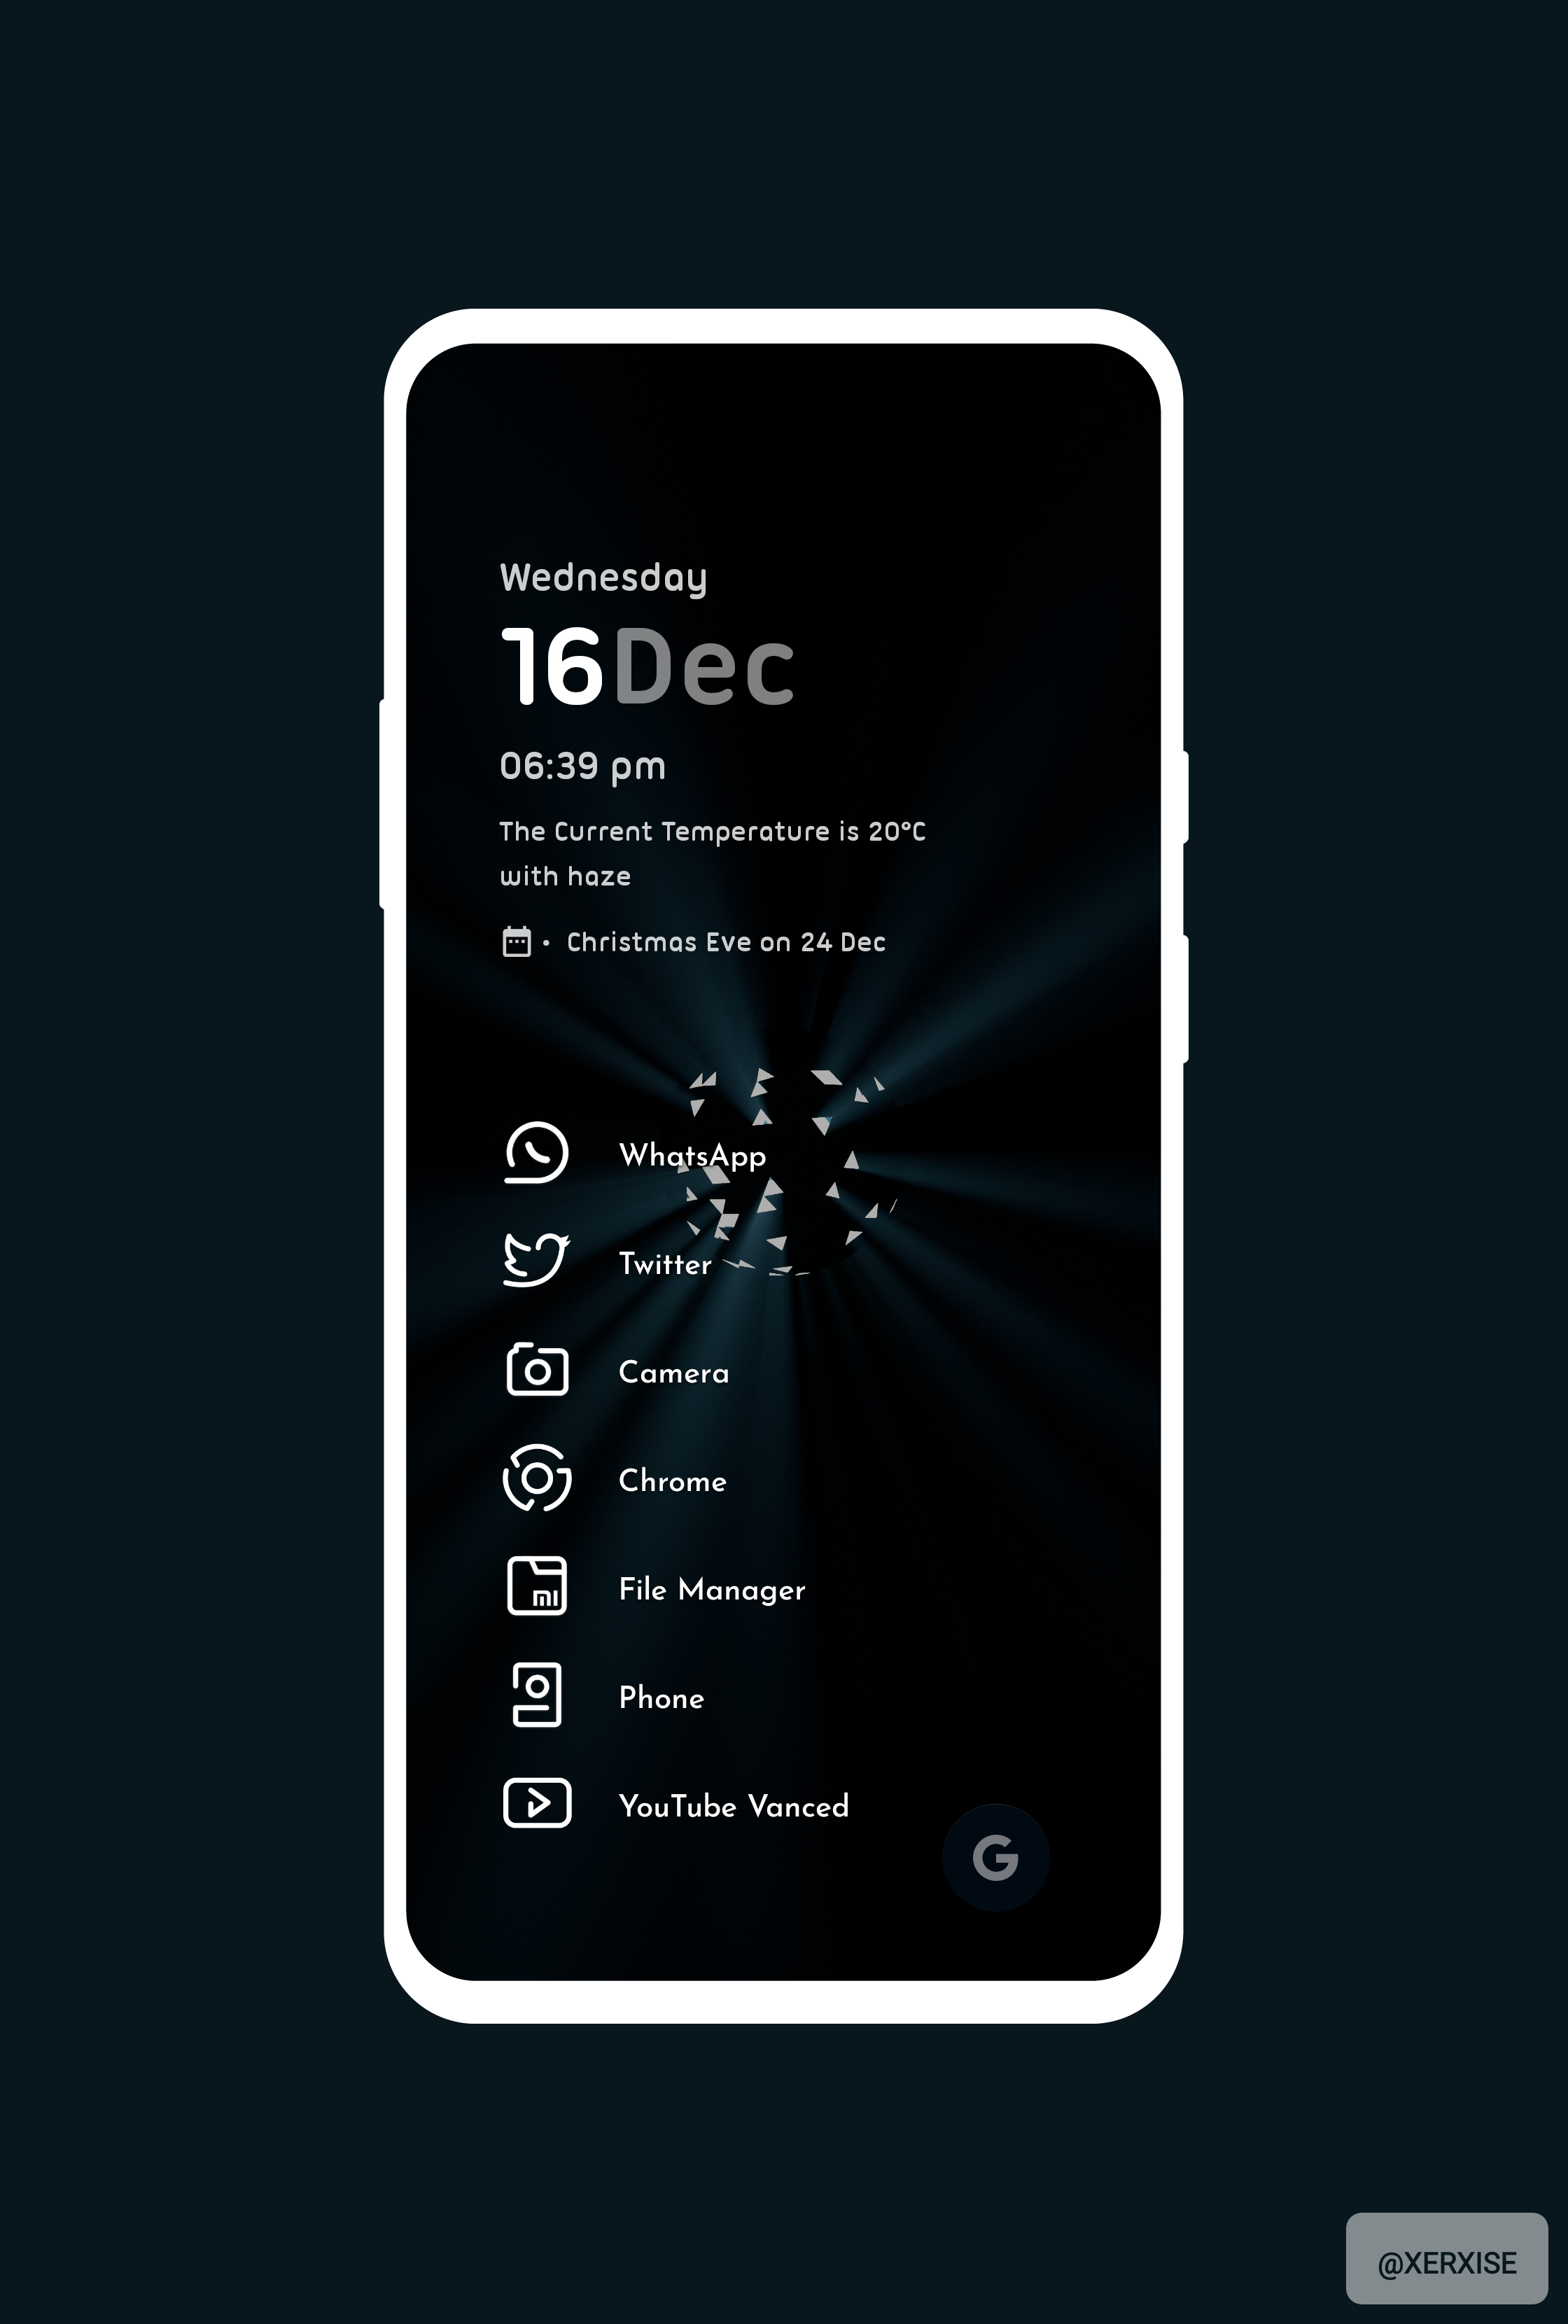 Wednesday
16Dec
06:39 pm
The Current Temperature is 20°C
with haze
• Christmas Eve on 24 Dec
WhatsApp
Twitter
Camera
Chrome
mi
File Manager
Phone
YouTube Vanced
G
@XERXISE